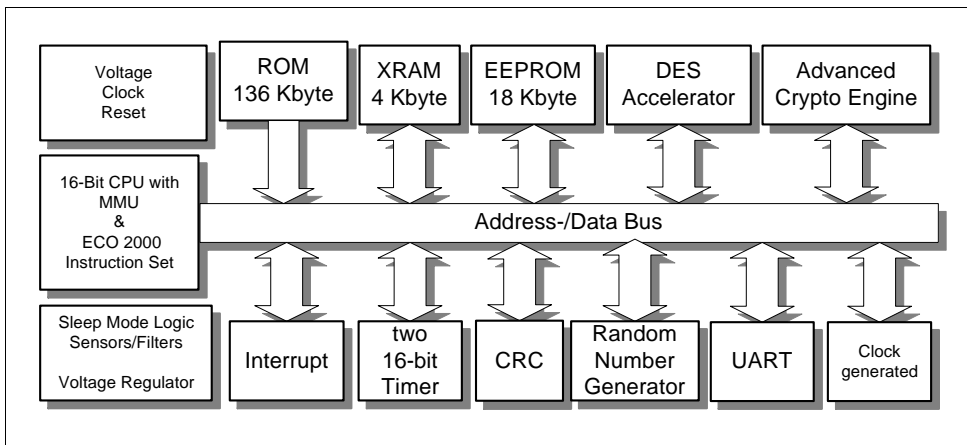 Voltage
Clock
Reset
ROM
136 Kbyte
XRAM
4 Kbyte
EEPROM
18 Kbyte
DES
Accelerator
Advanced
Crypto Engine
16-Bit CPU with
MMU
&
ECO 2000
Instruction Set
Address-/Data Bus
Sleep Mode Logic
Sensors/Filters
Voltage Regulator
Interrupt
two
16-bit
Timer
CRC
Random
Number
Generator
UART
Clock
generated